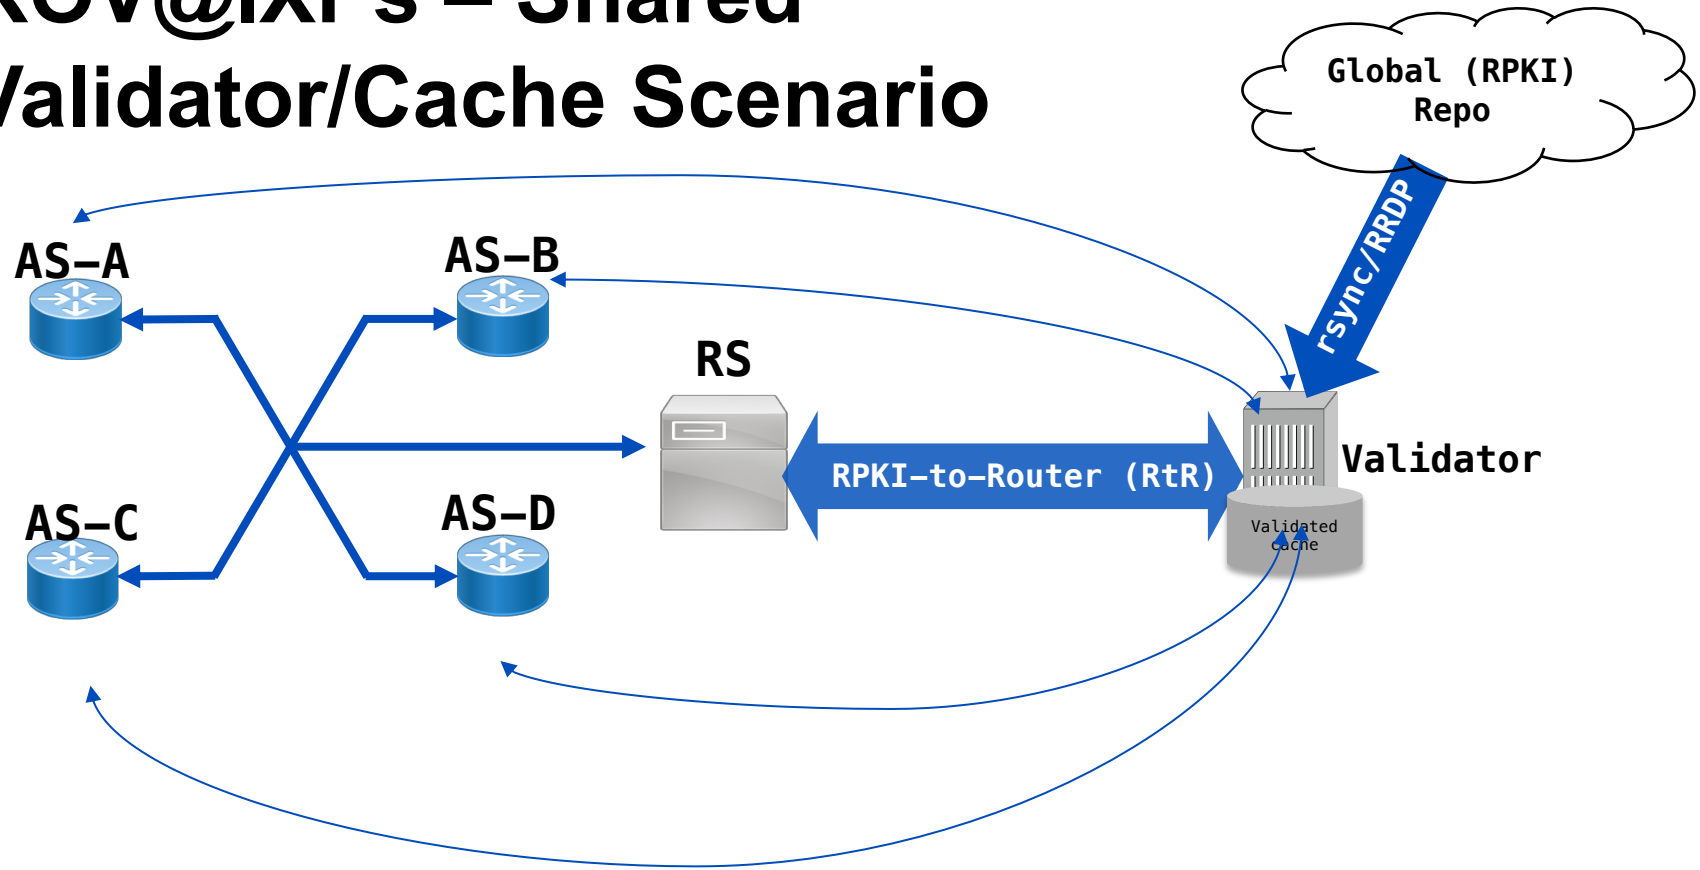 – Shared
Validator/Cache Scenario
Global (RPKI)
Repo
rsync/RRDP
AS–A
AS–B
RS
RPKI–to–Router (RtR)
Validator
Validated
cache
AS–C
AS–D